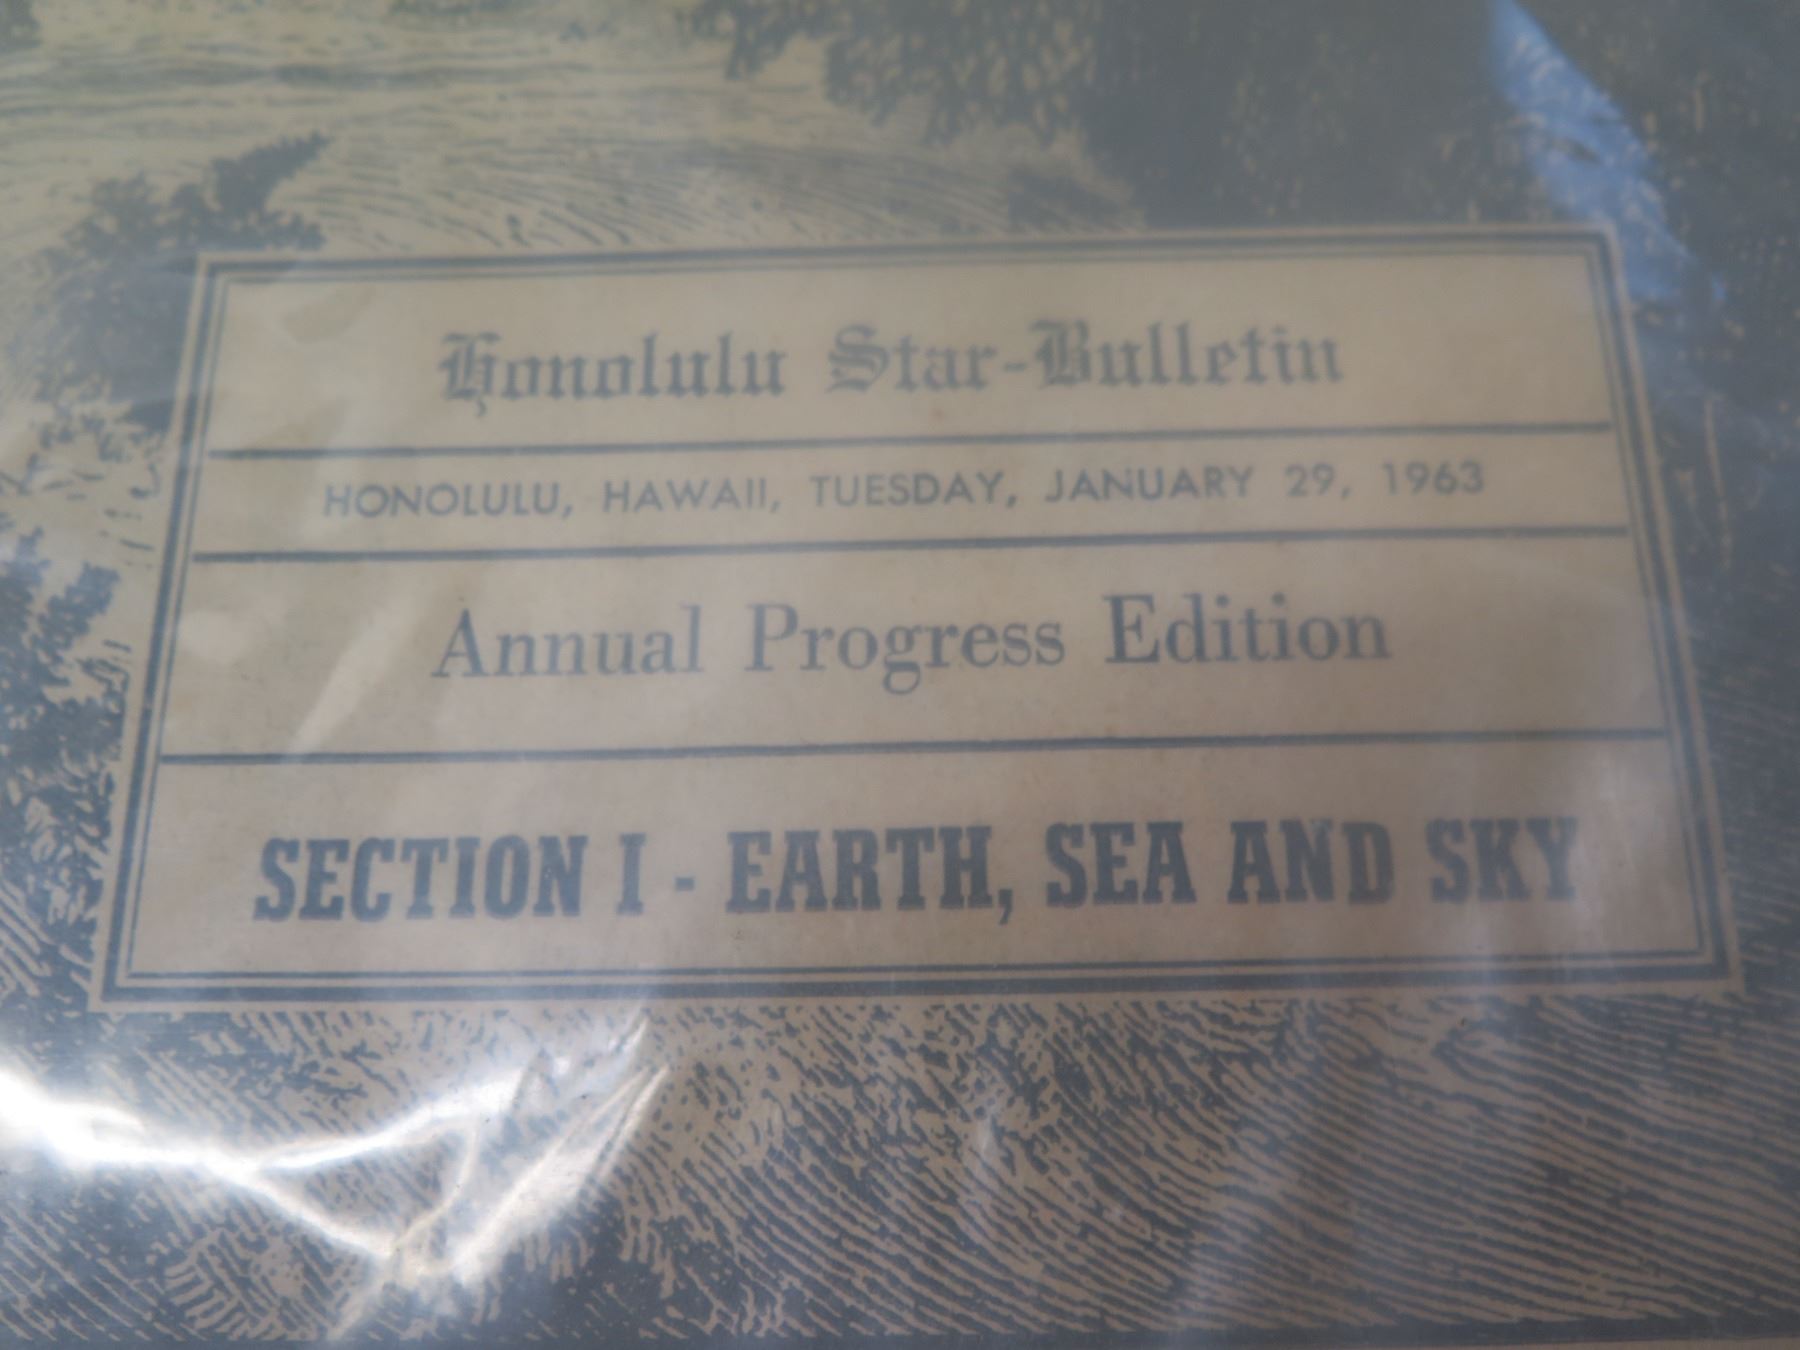 Honolulu Star-Bulletin
HONOLULU, HAWAII, TUESDAY, JANUARY 29, 1963
Annual Progress Edition
SECTION I - EARTH, SEA AND SKY